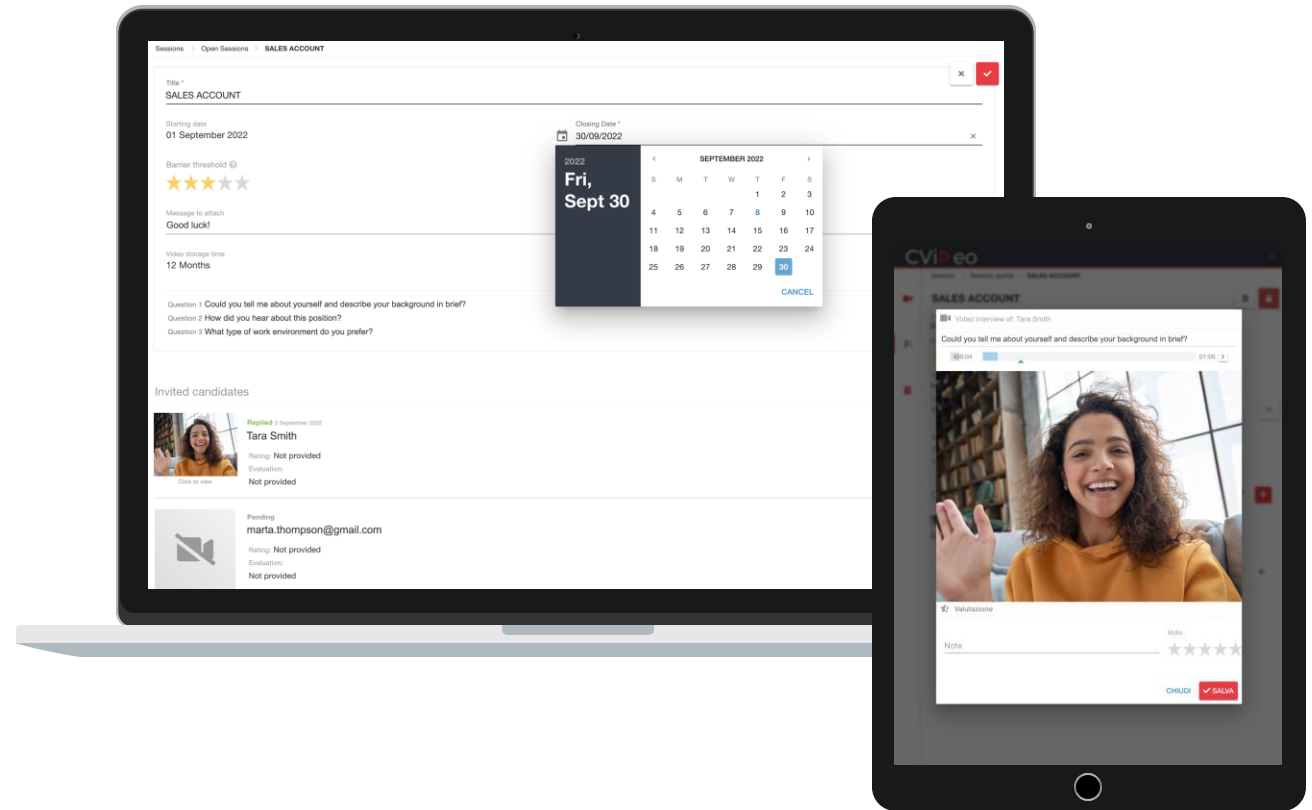 Sessions > Open Sessions > SALES ACCOUNT
Title *
SALES ACCOUNT
Starting date
01 September 2022
Closing Date *
30/09/2022
Barrier threshold
Message to attach
Good luck!
Video storage time
12 Months
2022
Fri,
Sept 30
SEPTEMBER 2022
S M T W T F S
1 2 3
4 5 6 7 8 9 10
11 12 13 14 15 16 17
18 19 20 21 22 23 24
25 26 27 28 29 30
CANCEL
Question 1 Could you tell me about yourself and describe your background in brief?
Question 2 How did you hear about this position?
Question 3 What type of work environment do you prefer?
Invited candidates
Replied 2 September 2022
Tara Smith
Rating: Not provided
Evaluation:
Not provided
Click to view
Pending
marta.thompson@gmail.com
Rating: Not provided
Evaluation:
Not provided
CVideo
SALES ACCOUNT
SALES ACCOUNT
Video interview of: Tara Smith
Could you tell me about yourself and describe your background in brief?
01:00
Valutazione
Note
Voto
CHIUDI
SALVA